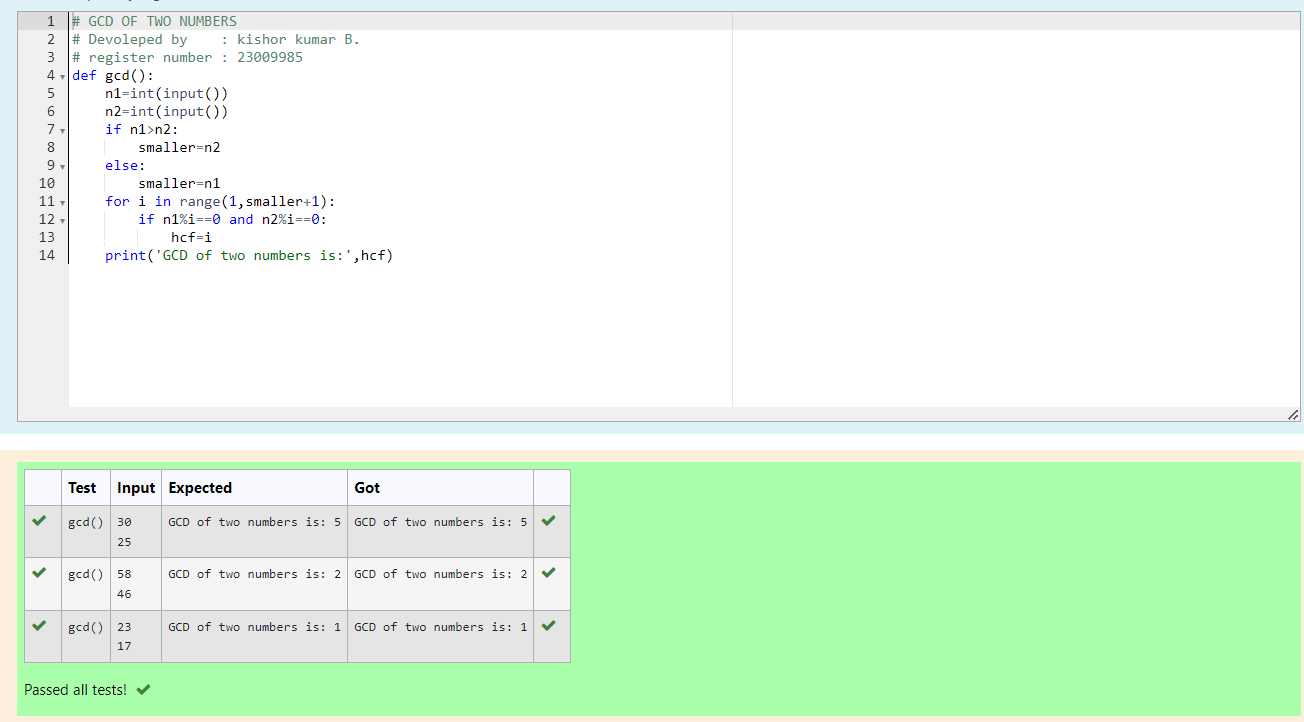 1 # GCD OF TWO NUMBERS
2 # Devoleped by    : kishor kumar B.
3 # register number : 23009985
4 def gcd():
5     n1=int(input())
6     n2=int(input())
7     if n1>n2:
8         smaller=n2
9     else:
10         smaller=n1
11     for i in range(1,smaller+1):
12         if n1%i==0 and n2%i==0:
13             hcf=i
14     print('GCD of two numbers is:',hcf)
Test Input Expected Got
gcd() 30 GCD of two numbers is: 5 GCD of two numbers is: 5
25
gcd() 58 GCD of two numbers is: 2 GCD of two numbers is: 2
46
gcd() 23 GCD of two numbers is: 1 GCD of two numbers is: 1
17
Passed all tests!